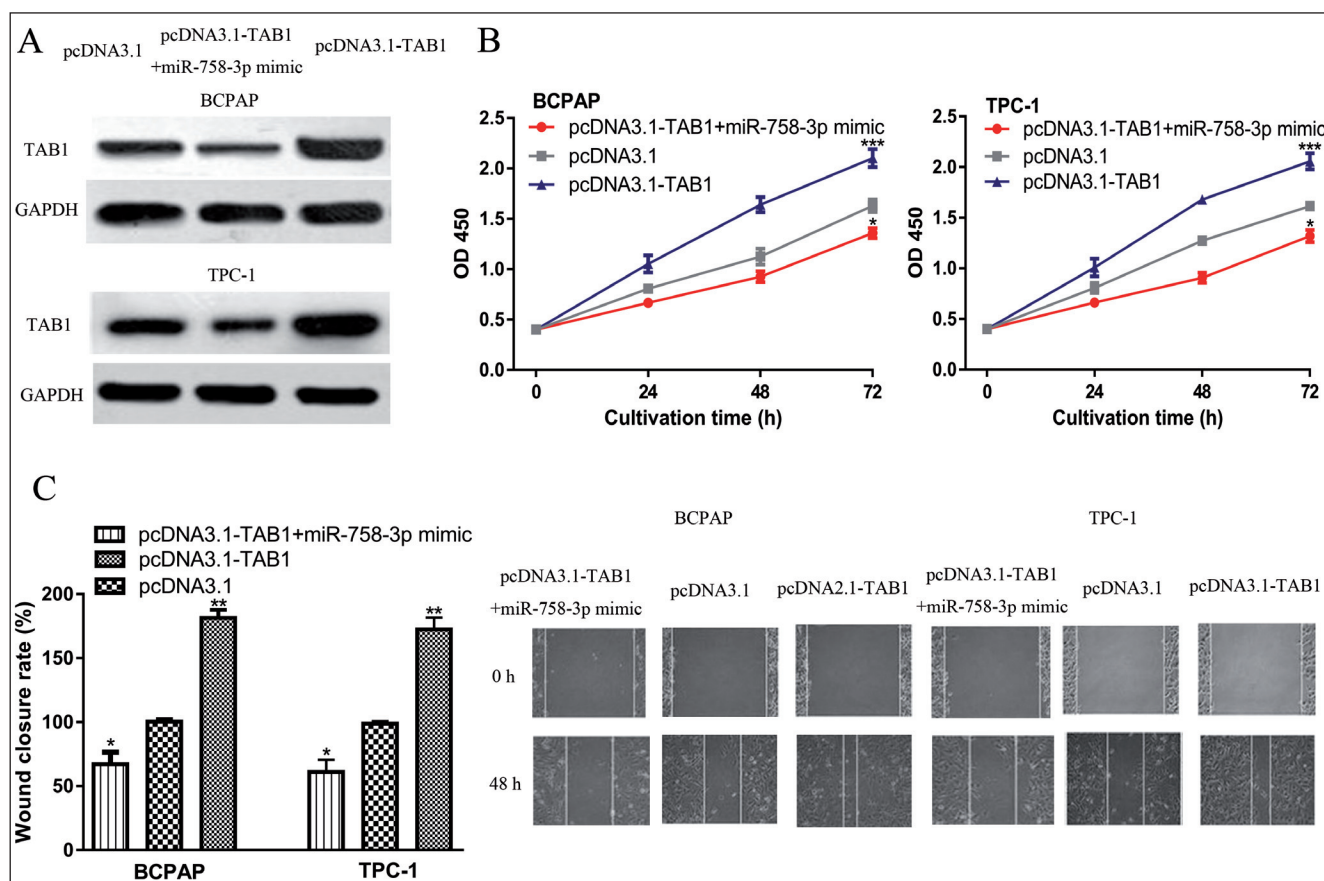 A
pcDNA3.1
pcDNA3.1-TAB1
+miR-758-3p mimic
pcDNA3.1-TAB1
BCPAP
TAB1
GAPDH
TPC-1
TAB1
GAPDH
B
BCPAP
pcDNA3.1-TAB1+miR-758-3p mimic
pcDNA3.1
pcDNA3.1-TAB1
***
*
OD 450
2.5
2.0
1.5
1.0
0.5
0.0
0 24 48 72
Cultivation time (h)
TPC-1
pcDNA3.1-TAB1+miR-758-3p mimic
pcDNA3.1
pcDNA3.1-TAB1
***
*
OD 450
2.5
2.0
1.5
1.0
0.5
0.0
0 24 48 72
Cultivation time (h)
C
pcDNA3.1-TAB1+miR-758-3p mimic
pcDNA3.1-TAB1
pcDNA3.1
Wound closure rate (%)
200
150
100
50
0
*
**
*
**
BCPAP TPC-1
BCPAP TPC-1
pcDNA3.1-TAB1
+miR-758-3p mimic
pcDNA3.1
pcDNA2.1-TAB1
pcDNA3.1-TAB1
+miR-758-3p mimic
pcDNA3.1
pcDNA3.1-TAB1
0 h
48 h